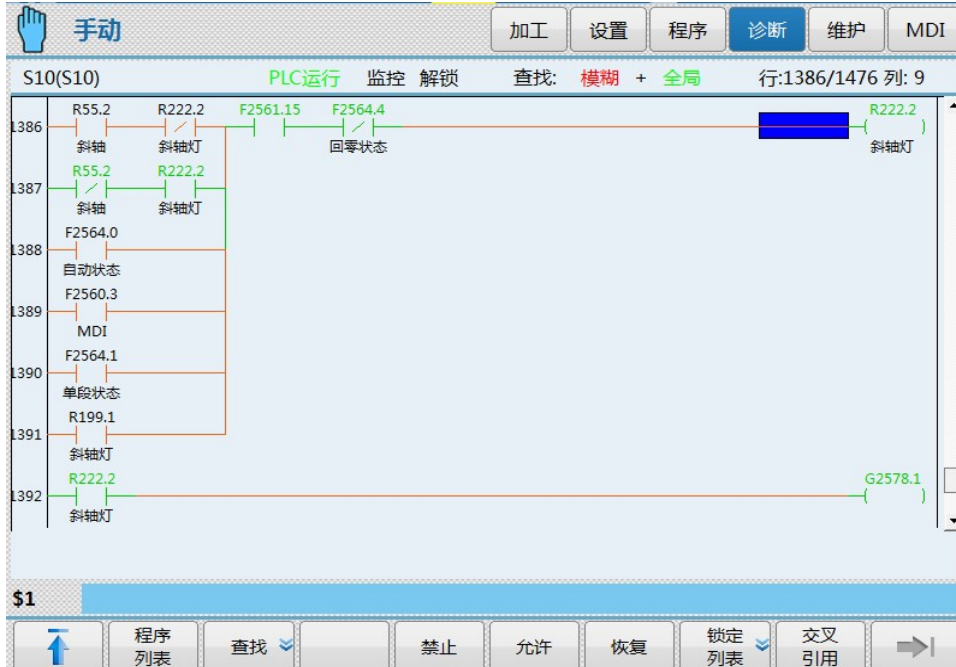 手动 加工 设置 程序 诊断 维护 MDI
S10(S10) PLC运行 监控 解锁 查找: 模糊 + 全局 行:1386/1476 列: 9
R55.2 R222.2 F2561.15 F2564.4 R222.2
1386
斜轴 斜轴灯 回零状态 斜轴灯
R55.2 R222.2
1387
斜轴 斜轴灯
F2564.0
1388
自动状态
F2560.3
1389
MDI
F2564.1
1390
单段状态
R199.1
1391
斜轴灯
R222.2 G2578.1
1392
斜轴灯
$1
程序 锁定 交叉
查找 禁止 允许 恢复
列表 列表 引用